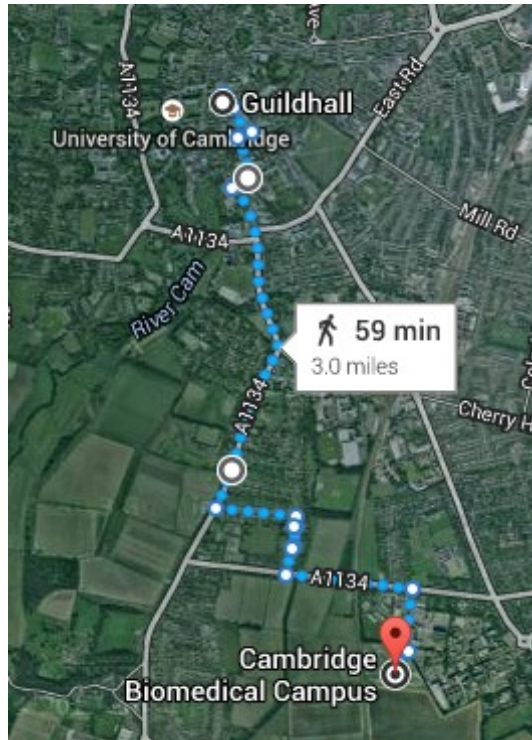 A1134
Guildhall
University of Cambridge
East Rd
Mill Rd
A1134
River Cam
59 min
3.0 miles
A1134
Cherry H
A1134
Cambridge
Biomedical Campus